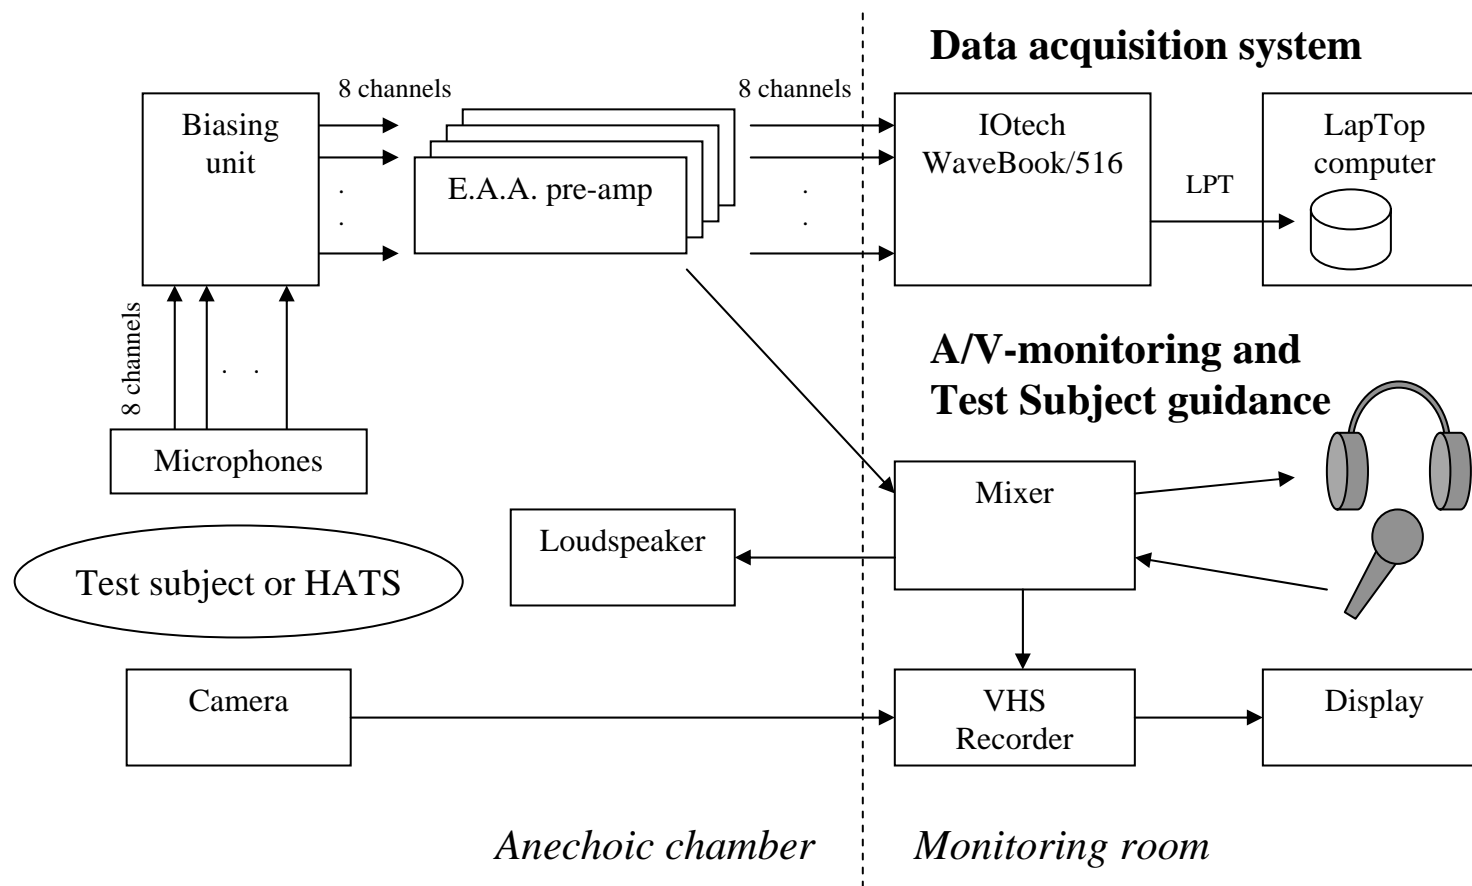 Data acquisition system
8 channels
8 channels
Biasing
unit
E.A.A. pre-amp
IOtech
WaveBook/516
LPT
LapTop
computer
8 channels
A/V-monitoring and
Test Subject guidance
Microphones
Mixer
Loudspeaker
Test subject or HATS
Camera
VHS
Recorder
Display
Anechoic chamber
Monitoring room